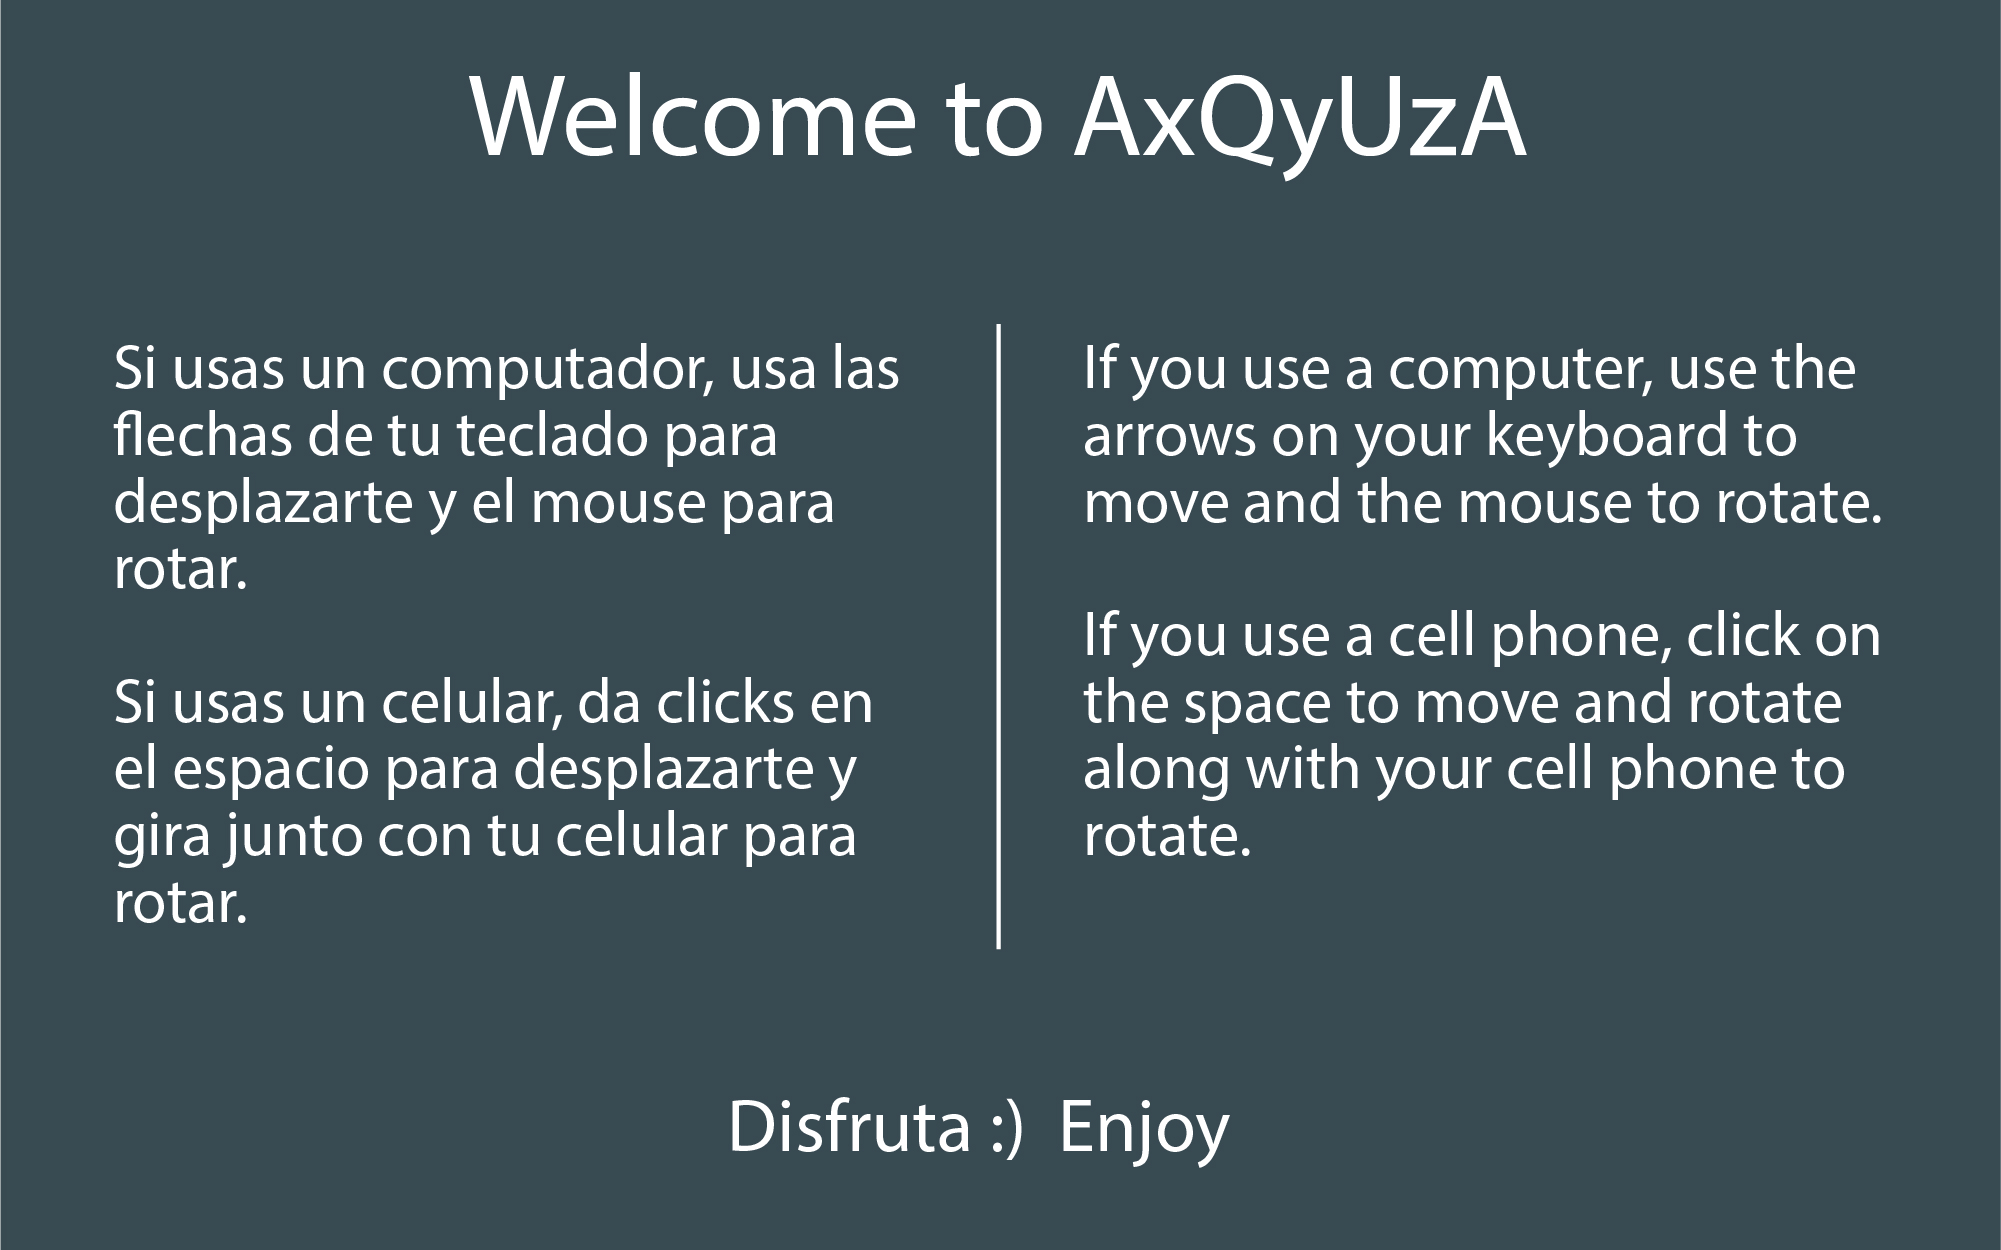 Welcome to AxQyUzA
Si usas un computador, usa las
flechas de tu teclado para
desplazarte y el mouse para
rotar.
Si usas un celular, da clicks en
el espacio para desplazarte y
gira junto con tu celular para
rotar.
If you use a computer, use the
arrows on your keyboard to
move and the mouse to rotate.
If you use a cell phone, click on
the space to move and rotate
along with your cell phone to
rotate.
Disfruta :) Enjoy